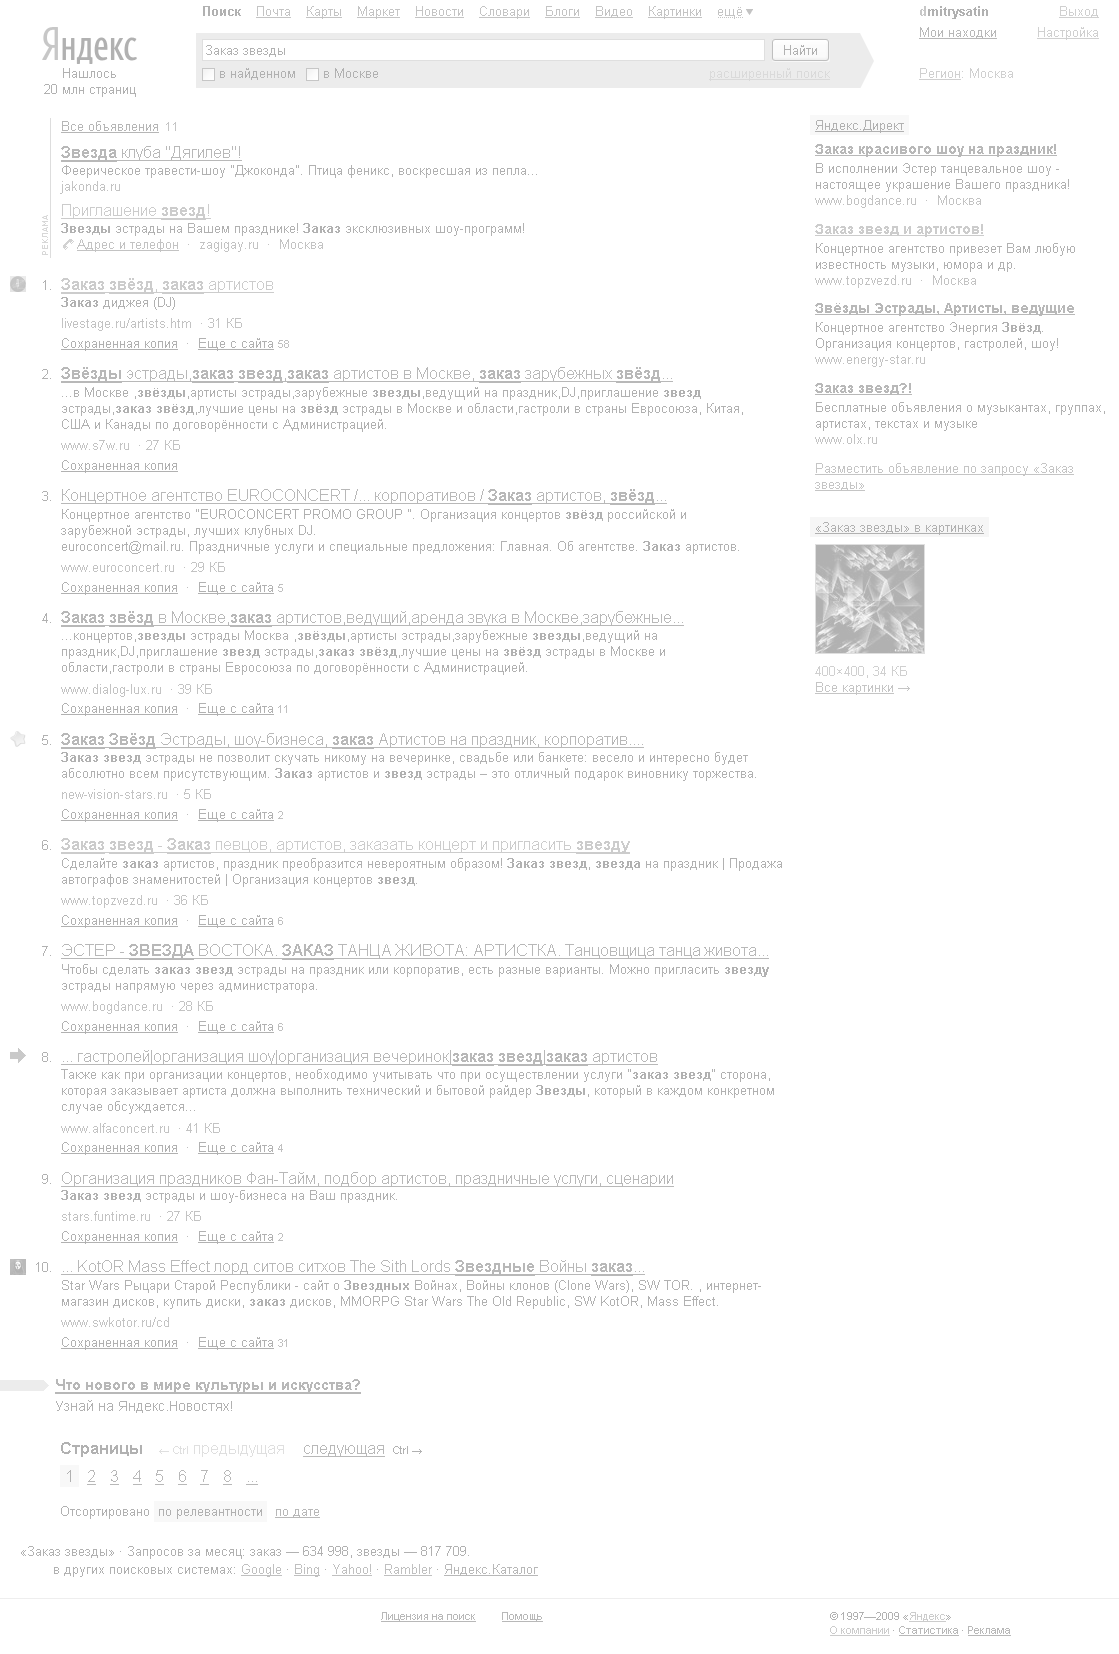 Поиск Почта Карты Маркет Новости Словари Блоги Видео Картинки ещё ▼
dmitrysatin Выход
Яндекс
Мои находки Настройка
Заказ звезды Найти
в найденном в Москве расширенный поиск
Регион: Москва
Нашлось
20 млн страниц
Все объявления 11
Звезда клуба "Дягилев"!
Феерическое травести-шоу "Джоконда". Птица феникс, воскресшая из пепла...
jakonda.ru
Приглашение звезд!
Звезды эстрады на Вашем празднике! Заказ эксклюзивных шоу-программ!
Адрес и телефон · zagigay.ru · Москва
РЕКЛАМА
1. Заказ звёзд, заказ артистов
Заказ диджея (DJ)
livestage.ru/artists.htm · 31 КБ
Сохраненная копия · Еще с сайта 58
2. Звёзды эстрады,заказ звезд,заказ артистов в Москве, заказ зарубежных звёзд...
...в Москве ,звёзды,артисты эстрады,зарубежные звезды,ведущий на праздник,DJ,приглашение звезд
эстрады,заказ звёзд,лучшие цены на звёзд эстрады в Москве и области,гастроли в страны Евросоюза, Китая,
США и Канады по договорённости с Администрацией.
www.s7w.ru · 27 КБ
Сохраненная копия
3. Концертное агентство EUROCONCERT /... корпоративов / Заказ артистов, звёзд...
Концертное агентство "EUROCONCERT PROMO GROUP ". Организация концертов звёзд российской и
зарубежной эстрады, лучших клубных DJ.
euroconcert@mail.ru. Праздничные услуги и специальные предложения: Главная. Об агентстве. Заказ артистов.
www.euroconcert.ru · 29 КБ
Сохраненная копия · Еще с сайта 5
4. Заказ звёзд в Москве,заказ артистов,ведущий,аренда звука в Москве,зарубежные...
...концертов,звезды эстрады Москва ,звёзды,артисты эстрады,зарубежные звезды,ведущий на
праздник,DJ,приглашение звезд эстрады,заказ звёзд,лучшие цены на звёзд эстрады в Москве и
области,гастроли в страны Евросоюза по договорённости с Администрацией.
www.dialog-lux.ru · 39 КБ
Сохраненная копия · Еще с сайта 11
5. Заказ Звёзд Эстрады, шоу-бизнеса, заказ Артистов на праздник, корпоратив....
Заказ звезд эстрады не позволит скучать никому на вечеринке, свадьбе или банкете: весело и интересно будет
абсолютно всем присутствующим. Заказ артистов и звезд эстрады – это отличный подарок виновнику торжества.
new-vision-stars.ru · 5 КБ
Сохраненная копия · Еще с сайта 2
6. Заказ звезд - Заказ певцов, артистов, заказать концерт и пригласить звезду
Сделайте заказ артистов, праздник преобразится невероятным образом! Заказ звезд, звезда на праздник | Продажа
автографов знаменитостей | Организация концертов звезд.
www.topzvezd.ru · 36 КБ
Сохраненная копия · Еще с сайта 6
7. ЭСТЕР - ЗВЕЗДА ВОСТОКА. ЗАКАЗ ТАНЦА ЖИВОТА: АРТИСТКА. Танцовщица танца живота...
Чтобы сделать заказ звезд эстрады на праздник или корпоратив, есть разные варианты. Можно пригласить звезду
эстрады напрямую через администратора.
www.bogdance.ru · 28 КБ
Сохраненная копия · Еще с сайта 6
8. ... гастролей|организация шоу|организация вечеринок|заказ звезд|заказ артистов
Также как при организации концертов, необходимо учитывать что при осуществлении услуги "заказ звезд" сторона,
которая заказывает артиста должна выполнить технический и бытовой райдер Звезды, который в каждом конкретном
случае обсуждается...
www.alfaconcert.ru · 41 КБ
Сохраненная копия · Еще с сайта 4
9. Организация праздников Фан-Тайм, подбор артистов, праздничные услуги, сценарии
Заказ звезд эстрады и шоу-бизнеса на Ваш праздник.
stars.funtime.ru · 27 КБ
Сохраненная копия · Еще с сайта 2
10. ... KotOR Mass Effect лорд ситов ситхов The Sith Lords Звездные Войны заказ...
Star Wars Рыцари Старой Республики - сайт о Звездных Войнах, Войны клонов (Clone Wars), SW TOR. , интернет-
магазин дисков, купить диски, заказ дисков, MMORPG Star Wars The Old Republic, SW KotOR, Mass Effect.
www.swkotor.ru/cd
Сохраненная копия · Еще с сайта 31
Яндекс.Директ
Заказ красивого шоу на праздник!
В исполнении Эстер танцевальное шоу -
настоящее украшение Вашего праздника!
www.bogdance.ru · Москва
Заказ звезд и артистов!
Концертное агентство привезет Вам любую
известность музыки, юмора и др.
www.topzvezd.ru · Москва
Звёзды Эстрады, Артисты, ведущие
Концертное агентство Энергия Звёзд.
Организация концертов, гастролей, шоу!
www.energy-star.ru
Заказ звезд?!
Бесплатные объявления о музыкантах, группах,
артистах, текстах и музыке
www.olx.ru
Разместить объявление по запросу «Заказ
звезды»
«Заказ звезды» в картинках
400×400, 34 КБ
Все картинки →
Что нового в мире культуры и искусства?
Узнай на Яндекс.Новостях!
Страницы ← Ctrl предыдущая следующая Ctrl →
1 2 3 4 5 6 7 8 ...
Отсортировано по релевантности по дате
«Заказ звезды» · Запросов за месяц: заказ — 634 998, звезды — 817 709.
в других поисковых системах: Google · Bing · Yahoo! · Rambler · Яндекс.Каталог
Лицензия на поиск Помощь
© 1997—2009 «Яндекс»
О компании · Статистика · Реклама